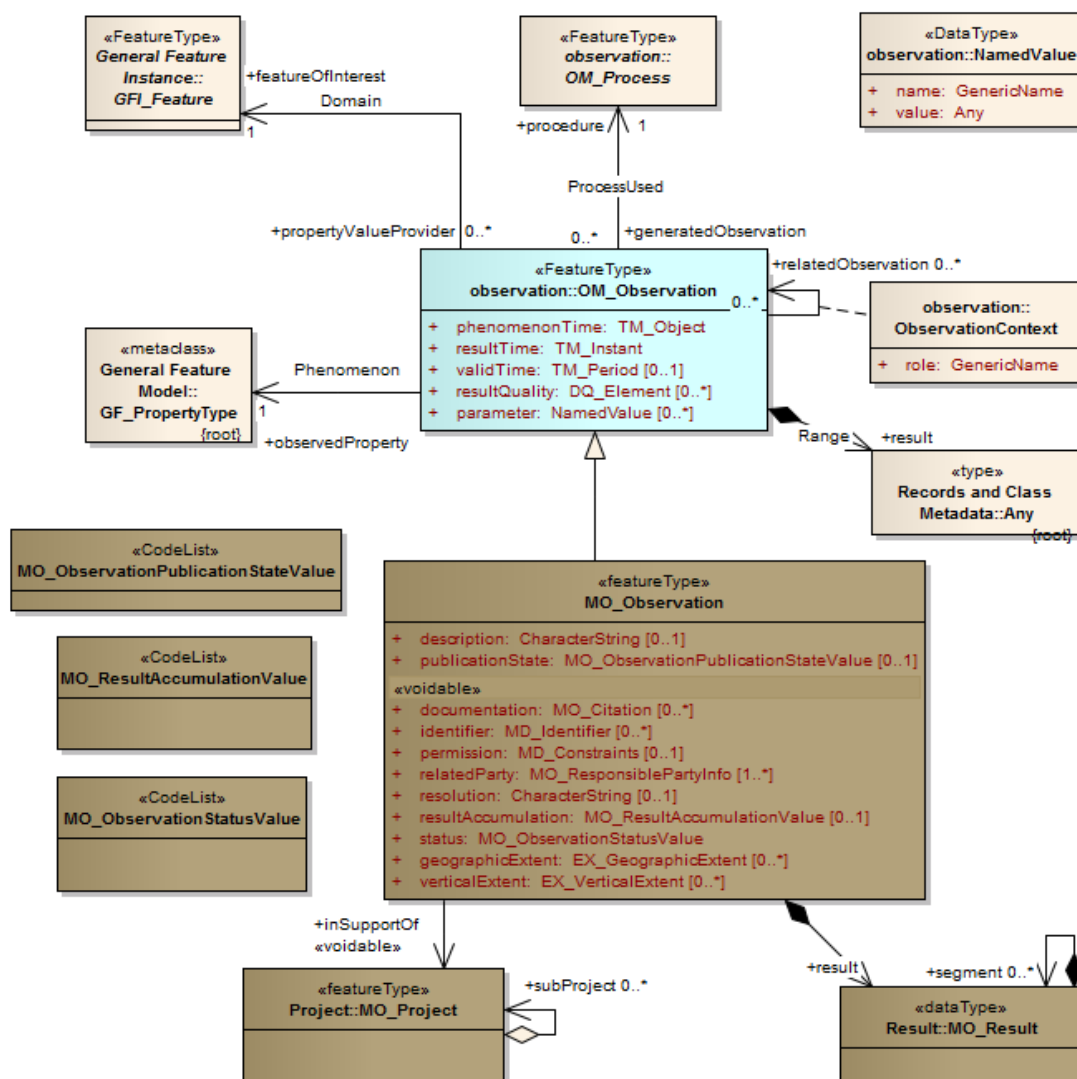 «FeatureType»
General Feature
Instance::
GFI_Feature
+featureOfInterest
Domain
1
«FeatureType»
observation::
OM_Process
+procedure
1
ProcessUsed
«DataType»
observation::NamedValue
+ name: GenericName
+ value: Any
+propertyValueProvider 0..*
0..* +generatedObservation
«FeatureType»
observation::OM_Observation
+ phenomenonTime: TM_Object
+ resultTime: TM_Instant
+ validTime: TM_Period [0..1]
+ resultQuality: DQ_Element [0..*]
+ parameter: NamedValue [0..*]
+relatedObservation 0..*
0..*
observation::
ObservationContext
+ role: GenericName
«metaclass»
General Feature
Model::
GF_PropertyType
{root}
Phenomenon
1
+observedProperty
Range
+result
«type»
Records and Class
Metadata::Any
{root}
«CodeList»
MO_ObservationPublicationStateValue
«CodeList»
MO_ResultAccumulationValue
«CodeList»
MO_ObservationStatusValue
«featureType»
MO_Observation
+ description: CharacterString [0..1]
+ publicationState: MO_ObservationPublicationStateValue [0..1]
«voidable»
+ documentation: MO_Citation [0..*]
+ identifier: MD_Identifier [0..*]
+ permission: MD_Constraints [0..1]
+ relatedParty: MO_ResponsiblePartyInfo [1..*]
+ resolution: CharacterString [0..1]
+ resultAccumulation: MO_ResultAccumulationValue [0..1]
+ status: MO_ObservationStatusValue
+ geographicExtent: EX_GeographicExtent [0..*]
+ verticalExtent: EX_VerticalExtent [0..*]
+inSupportOf
«voidable»
«featureType»
Project::MO_Project
+subProject 0..*
+result
+segment 0..*
«dataType»
Result::MO_Result